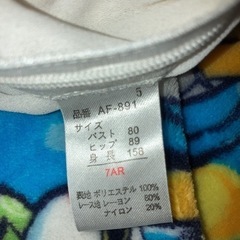 5
品番 AF-891
サイズ
バスト 80
ヒップ 89
身長 158
7AR
表地 ポリエステル 100%
レース地 レーヨン 80%
ナイロン 20%